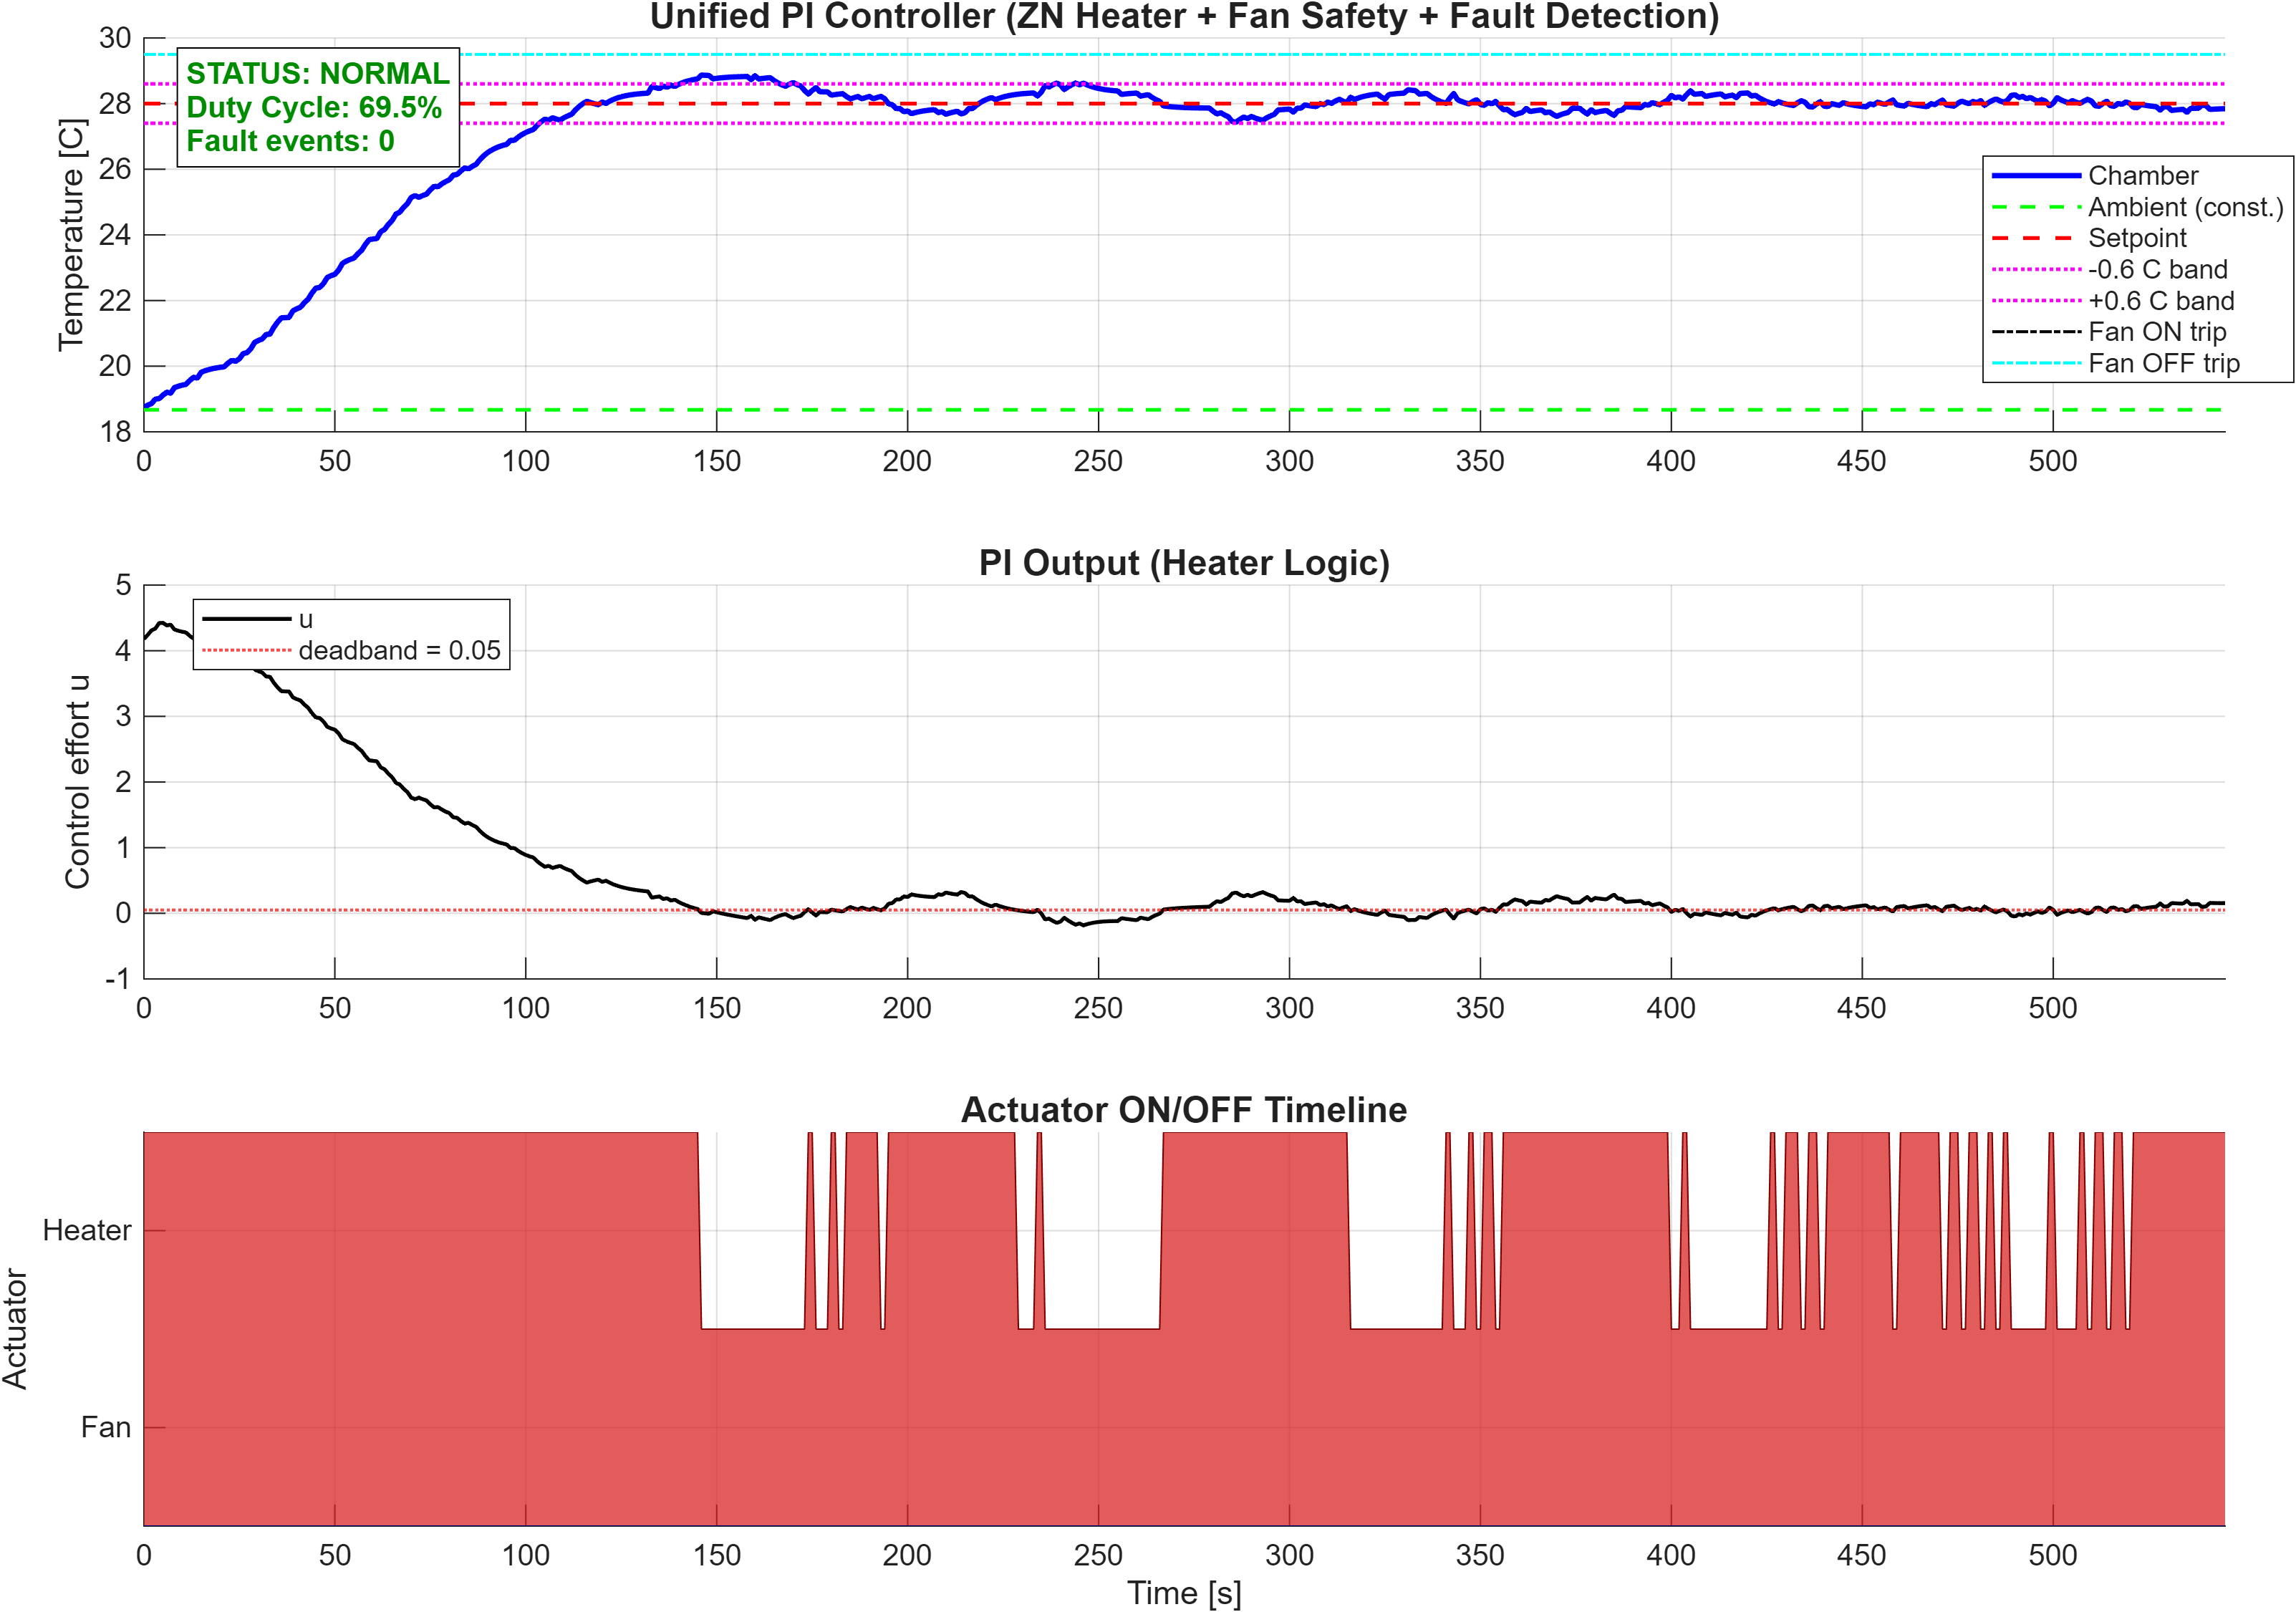 Unified PI Controller (ZN Heater + Fan Safety + Fault Detection)
STATUS: NORMAL
Duty Cycle: 69.5%
Fault events: 0
Temperature [C]
30
28
26
24
22
20
18
0 50 100 150 200 250 300 350 400 450 500
Chamber
Ambient (const.)
Setpoint
-0.6 C band
+0.6 C band
Fan ON trip
Fan OFF trip
PI Output (Heater Logic)
u
deadband = 0.05
Control effort u
5
4
3
2
1
0
-1
0 50 100 150 200 250 300 350 400 450 500
Actuator ON/OFF Timeline
Actuator
Heater
Fan
0 50 100 150 200 250 300 350 400 450 500
Time [s]